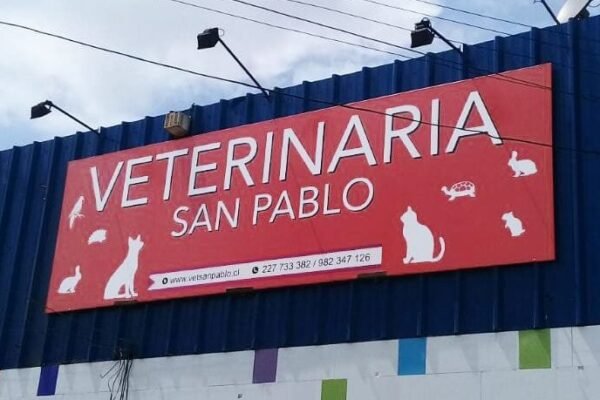 VETERINARIA
SAN PABLO
www.vetsanpablo.cl 227 733 382 / 982 347 126